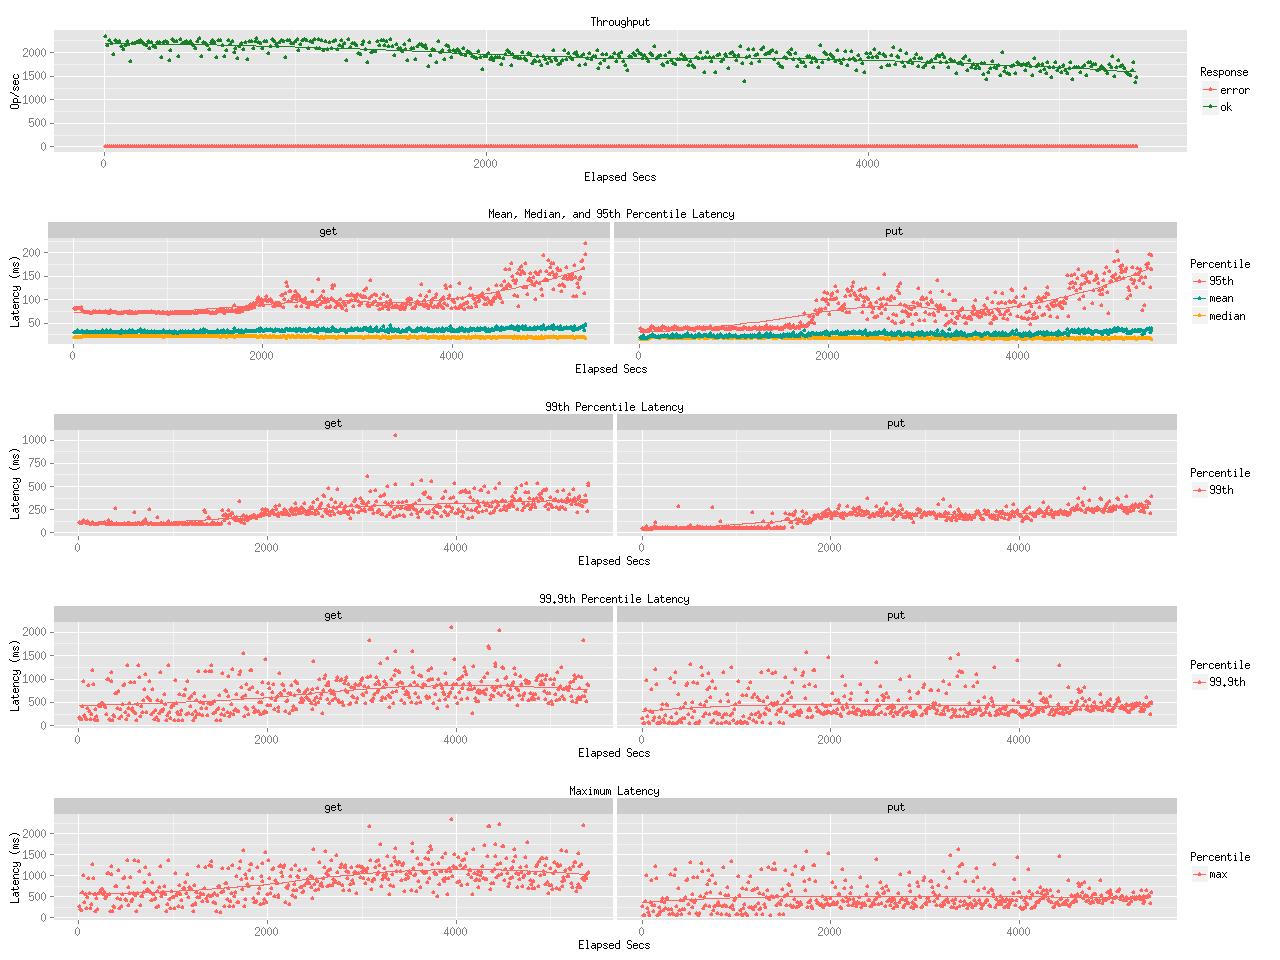 Throughput
Op/sec
2000
1500
1000
500
0
0 2000 4000
Elapsed Secs
Response
error
ok
Mean, Median, and 95th Percentile Latency
get put
Latency (ms)
200
150
100
50
0 2000 4000 0 2000 4000
Elapsed Secs
Percentile
95th
mean
median
99th Percentile Latency
get put
Latency (ms)
1000
750
500
250
0
0 2000 4000 0 2000 4000
Elapsed Secs
Percentile
99th
99.9th Percentile Latency
get put
Latency (ms)
2000
1500
1000
500
0
0 2000 4000 0 2000 4000
Elapsed Secs
Percentile
99.9th
Maximum Latency
get put
Latency (ms)
2000
1500
1000
500
0
0 2000 4000 0 2000 4000
Elapsed Secs
Percentile
max